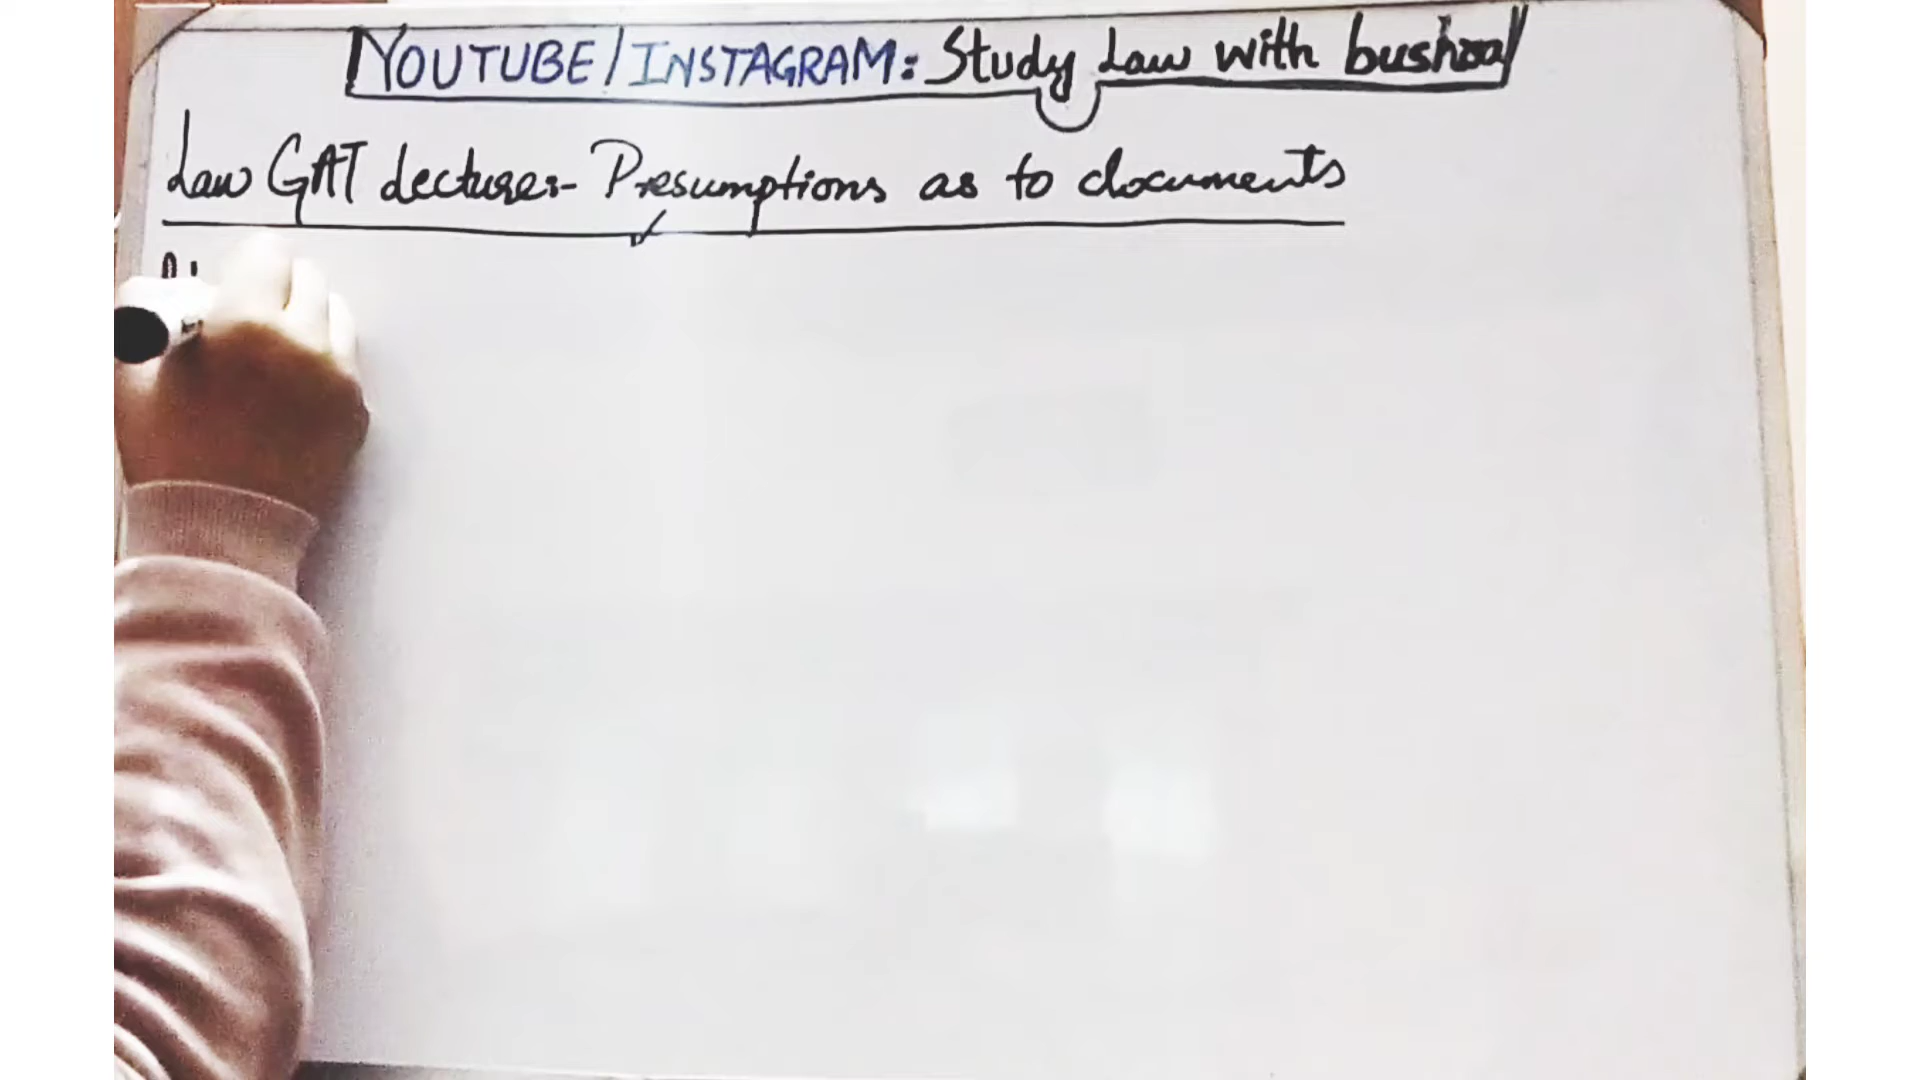 YOUTUBE/INSTAGRAM: Study Law with bushra
Law GAT lecture:- Presumptions as to documents